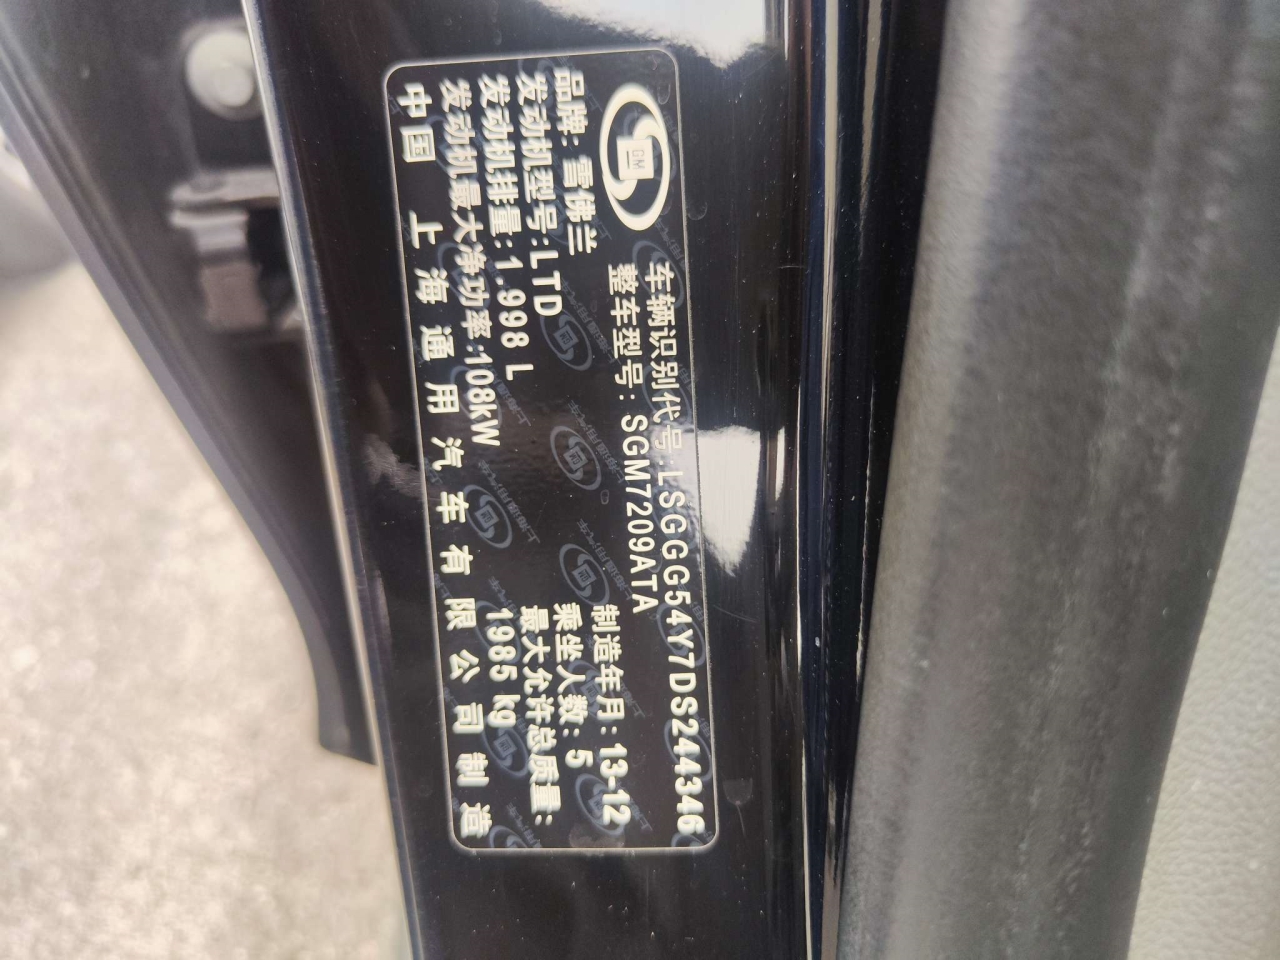 GM
车辆识别代号:LSGGG54Y7DS244346
整车型号:SGM7209ATA
品牌:雪佛兰
制造年月:13-12
发动机型号:LTD
乘坐人数:5
发动机排量:1.998 L
最大允许总质量:
发动机最大净功率:108kW
1985 kg
中国 上海通用汽车有限公司制造